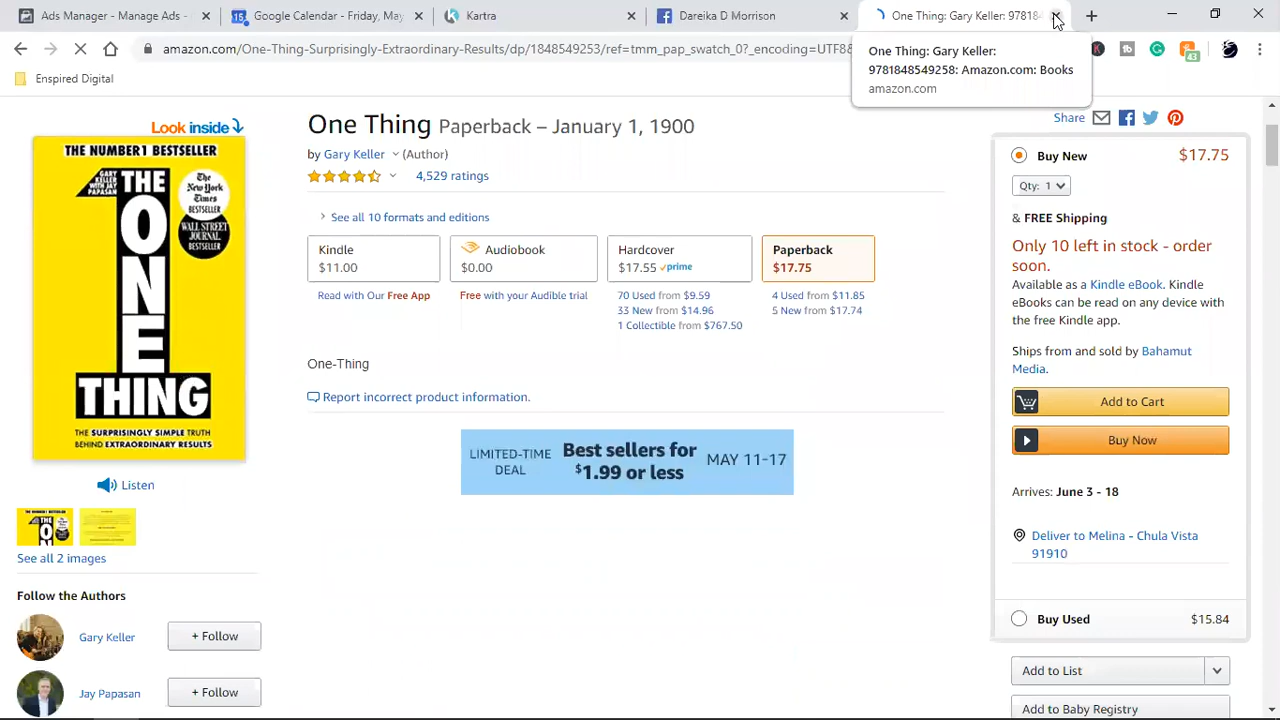 Ads Manager - Manage Ads -
Google Calendar - Friday, May
Kartra
Dareika D Morrison
One Thing: Gary Keller: 97818
amazon.com/One-Thing-Surprisingly-Extraordinary-Results/dp/1848549253/ref=tmm_pap_swatch_0?_encoding=UTF8&
43
One Thing: Gary Keller:
9781848549258: Amazon.com: Books
amazon.com
Enspired Digital
Look inside
THE NUMBER1 BESTSELLER
GARY KELLER
WITH JAY PAPASAN
THE ONE THING
The New York Times BESTSELLER
WALL STREET JOURNAL BESTSELLER
THE SURPRISINGLY SIMPLE TRUTH
BEHIND EXTRAORDINARY RESULTS
Listen
See all 2 images
Follow the Authors
Gary Keller
+ Follow
Jay Papasan
+ Follow
One Thing Paperback – January 1, 1900
by Gary Keller (Author)
4,529 ratings
See all 10 formats and editions
Kindle
$11.00
Read with Our Free App
Audiobook
$0.00
Free with your Audible trial
Hardcover
$17.55 prime
70 Used from $9.59
33 New from $14.96
1 Collectible from $767.50
Paperback
$17.75
4 Used from $11.85
5 New from $17.74
One-Thing
Report incorrect product information.
LIMITED-TIME DEAL
Best sellers for
$1.99 or less
MAY 11-17
Share
Buy New
$17.75
Qty: 1
& FREE Shipping
Only 10 left in stock - order
soon.
Available as a Kindle eBook. Kindle
eBooks can be read on any device with
the free Kindle app.
Ships from and sold by Bahamut
Media.
Add to Cart
Buy Now
Arrives: June 3 - 18
Deliver to Melina - Chula Vista
91910
Buy Used
$15.84
Add to List
Add to Baby Registry